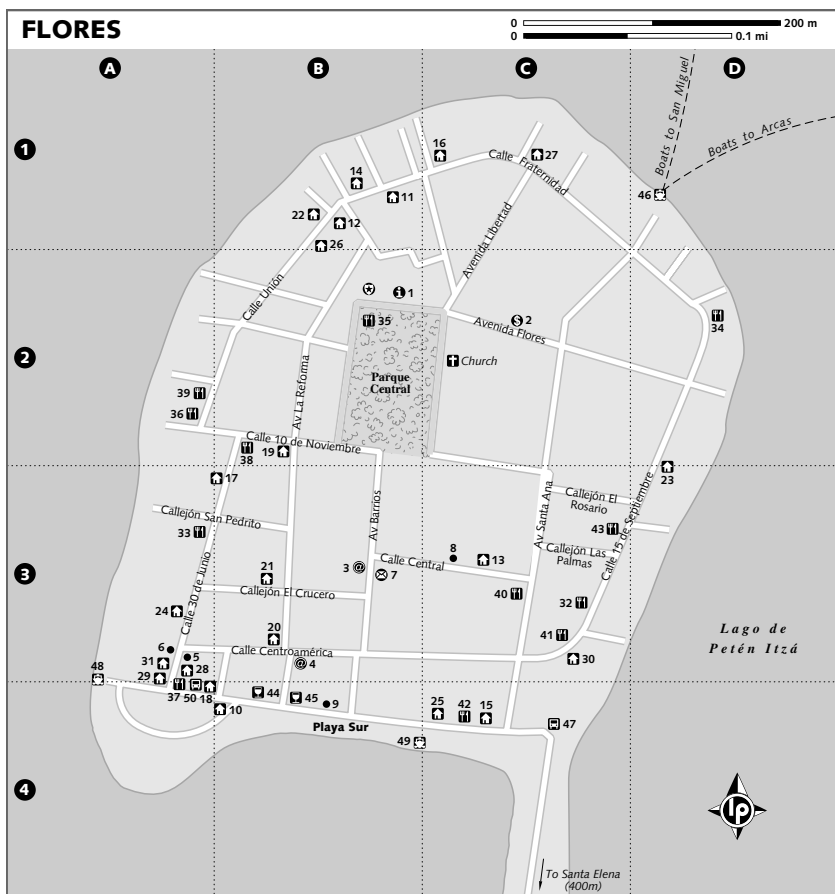 FLORES
0 200 m
0 0.1 mi
A
B
C
D
1
2
3
4
Boats to San Miguel
Boats to Arcas
46
16
27
Calle Fraternidad
14
11
22
12
26
Avenida Libertad
Calle Unión
1
35
2
Avenida Flores
34
Church
Parque
Central
Av La Reforma
39
36
Calle 10 de Noviembre
38
19
17
23
Callejón El
Rosario
43
Calle 15 de Septiembre
Av Santa Ana
Callejón Las
Palmas
Callejón San Pedrito
33
Av Barrios
8
13
Calle Central
3
7
21
Callejón El Crucero
40
32
Calle 30 de Junio
24
20
Calle Centroamérica
41
30
6
5
4
31
28
29
48
37
50
18
10
44
45
9
25
42
15
47
Playa Sur
49
Lago de
Petén Itzá
lp
To Santa Elena
(400m)